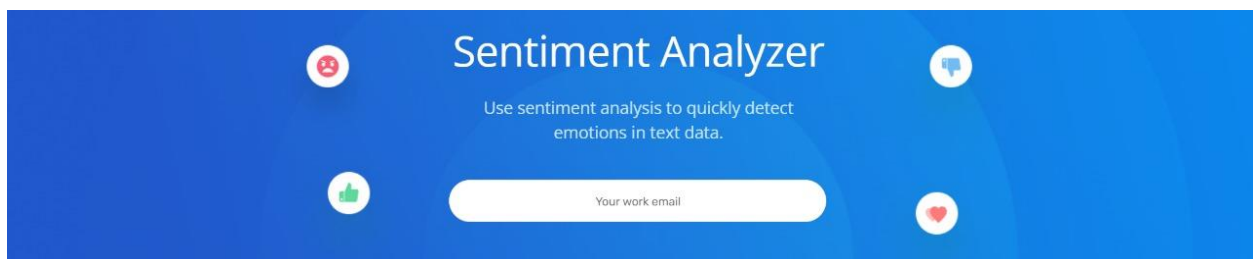 Sentiment Analyzer
Use sentiment analysis to quickly detect
emotions in text data.
Your work email